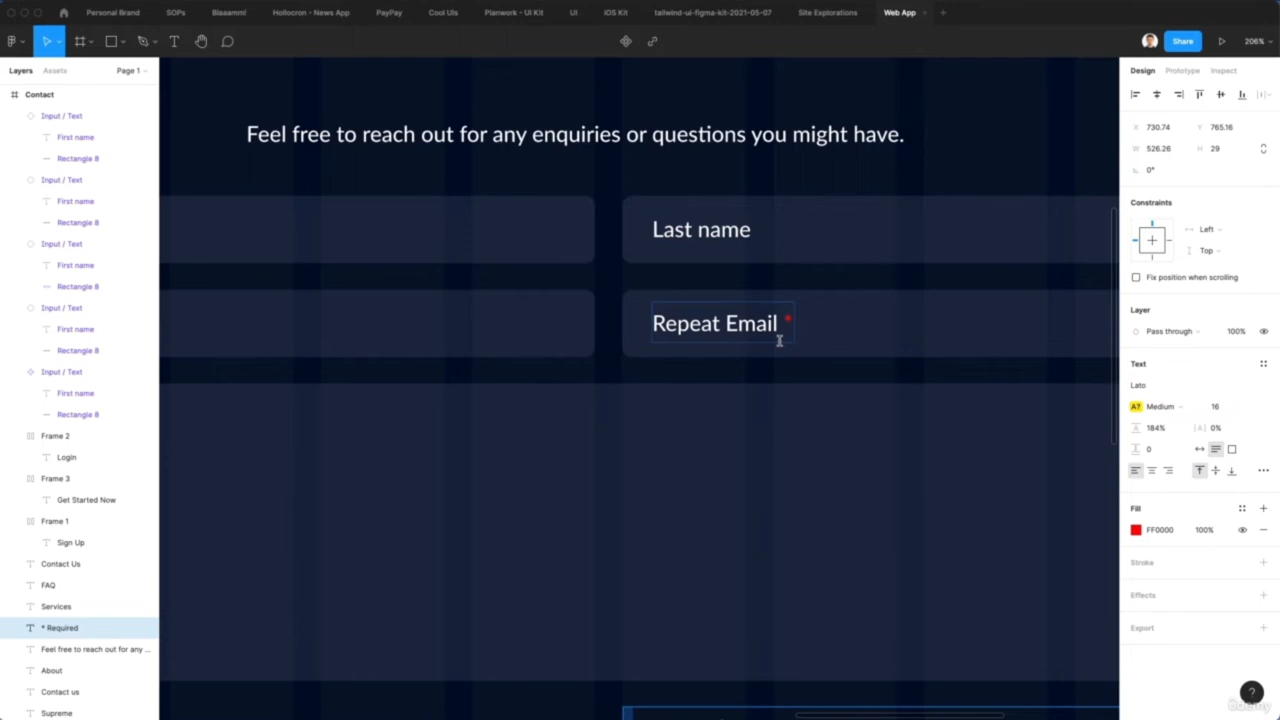 Personal Brand SOPs Blaaaml! Hollocron - News App PayPay Cool UIs Planwork - UI Kit UI iOS Kit tailwind-ui-figma-kit-2021-05-07 Site Explorations Web App
Share 206%
Layers Assets Page 1
Design Prototype Inspect
Contact
Input / Text
First name
Rectangle 8
Input / Text
First name
Rectangle 8
Input / Text
First name
Rectangle 8
Input / Text
First name
Rectangle 8
Input / Text
First name
Rectangle 8
Frame 2
Login
Frame 3
Get Started Now
Frame 1
Sign Up
Contact Us
FAQ
Services
* Required
Feel free to reach out for any ...
About
Contact us
Supreme
Feel free to reach out for any enquiries or questions you might have.
Last name
Repeat Email *
X 730.74 Y 765.16
W 526.26 H 29
0°
Constraints
Left
Top
Fix position when scrolling
Layer
Pass through 100%
Text
Lato
A? Medium 16
184% |A| 0%
0
Fill
FF0000 100%
Stroke
Effects
Export
?
Udemy